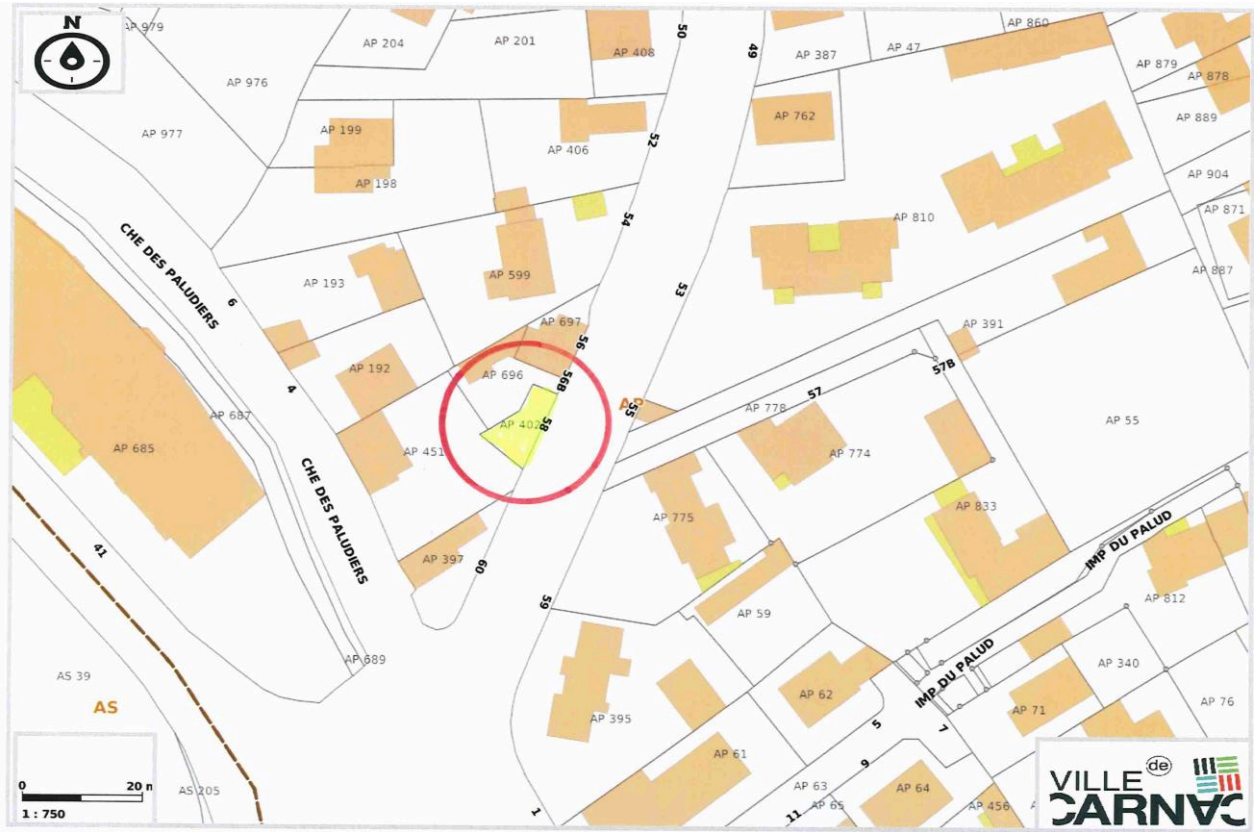 N
AP 979
AP 204
AP 201
AP 408
50
49
AP 387
AP 47
AP 860
AP 879
AP 878
AP 976
AP 977
AP 199
AP 406
52
AP 762
AP 889
AP 198
AP 904
CHE DES PALUDIERS
54
AP 810
AP 871
AP 193
AP 599
AP 887
6
53
AP 697
56
AP 391
4
AP 192
AP 696
56B
57B
57
AP 687
AP 402
58
AP
55
AP 778
AP 55
AP 685
AP 451
AP 774
CHE DES PALUDIERS
AP 775
AP 833
41
AP 397
60
IMP DU PALUD
59
AP 59
AP 812
AP 689
IMP DU PALUD
AP 340
AS 39
AP 62
AP 76
AS
AP 395
5
7
AP 71
AP 61
9
0
20 m
AS 205
AP 63
AP 64
1 : 750
1
11
AP 65
AP 456
VILLE de
CARNAC